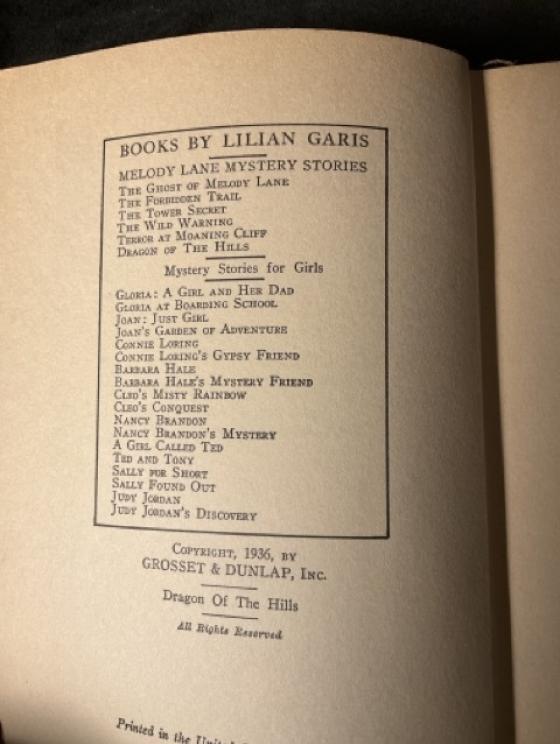 BOOKS BY LILIAN GARIS
MELODY LANE MYSTERY STORIES
THE GHOST OF MELODY LANE
THE FORBIDDEN TRAIL
THE TOWER SECRET
THE WILD WARNING
TERROR AT MOANING CLIFF
DRAGON OF THE HILLS
Mystery Stories for Girls
GLORIA: A GIRL AND HER DAD
GLORIA AT BOARDING SCHOOL
JOAN: JUST GIRL
JOAN'S GARDEN OF ADVENTURE
CONNIE LORING
CONNIE LORING'S GYPSY FRIEND
BARBARA HALE
BARBARA HALE'S MYSTERY FRIEND
CLEO'S MISTY RAINBOW
CLEO'S CONQUEST
NANCY BRANDON
NANCY BRANDON'S MYSTERY
A GIRL CALLED TED
TED AND TONY
SALLY FOR SHORT
SALLY FOUND OUT
JUDY JORDAN
JUDY JORDAN'S DISCOVERY
COPYRIGHT, 1936, BY
GROSSET & DUNLAP, INC.
Dragon Of The Hills
All Rights Reserved
Printed in the